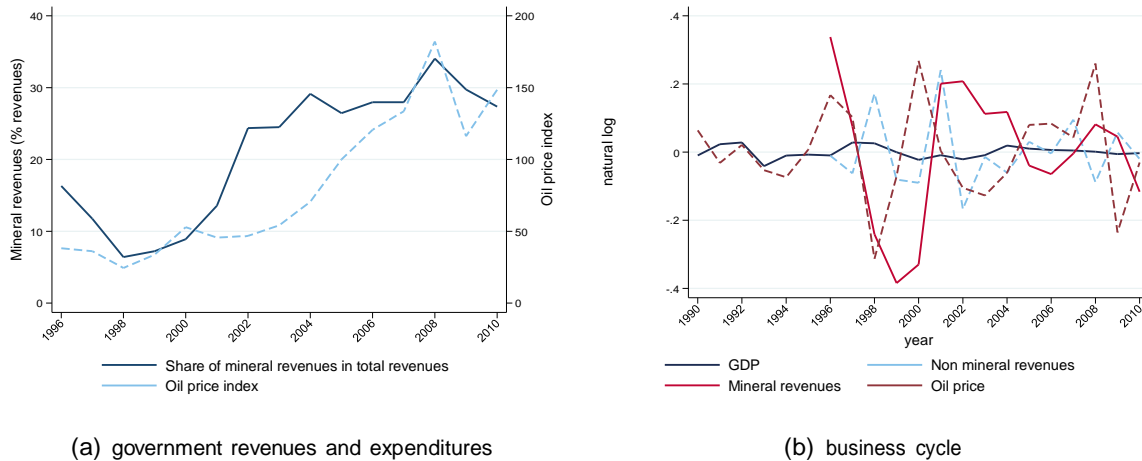 Mineral revenues (% revenues)
40
30
20
10
0
Oil price index
200
150
100
50
0
1996
1998
2000
2002
2004
2006
2008
2010
Share of mineral revenues in total revenues
Oil price index
(a) government revenues and expenditures
natural log
.4
.2
0
-.2
-.4
1990
1992
1994
1996
1998
2000
2002
2004
2006
2008
2010
year
GDP
Non mineral revenues
Mineral revenues
Oil price
(b) business cycle